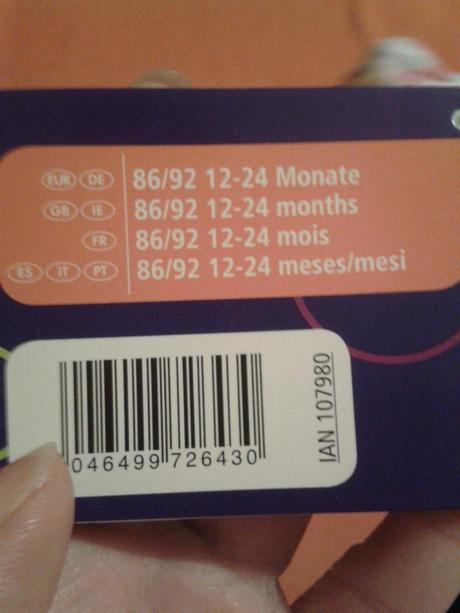 EUR DE 86/92 12-24 Monate
GB IE 86/92 12-24 months
FR 86/92 12-24 mois
ES IT PT 86/92 12-24 meses/mesi
046499 726430
IAN 107980